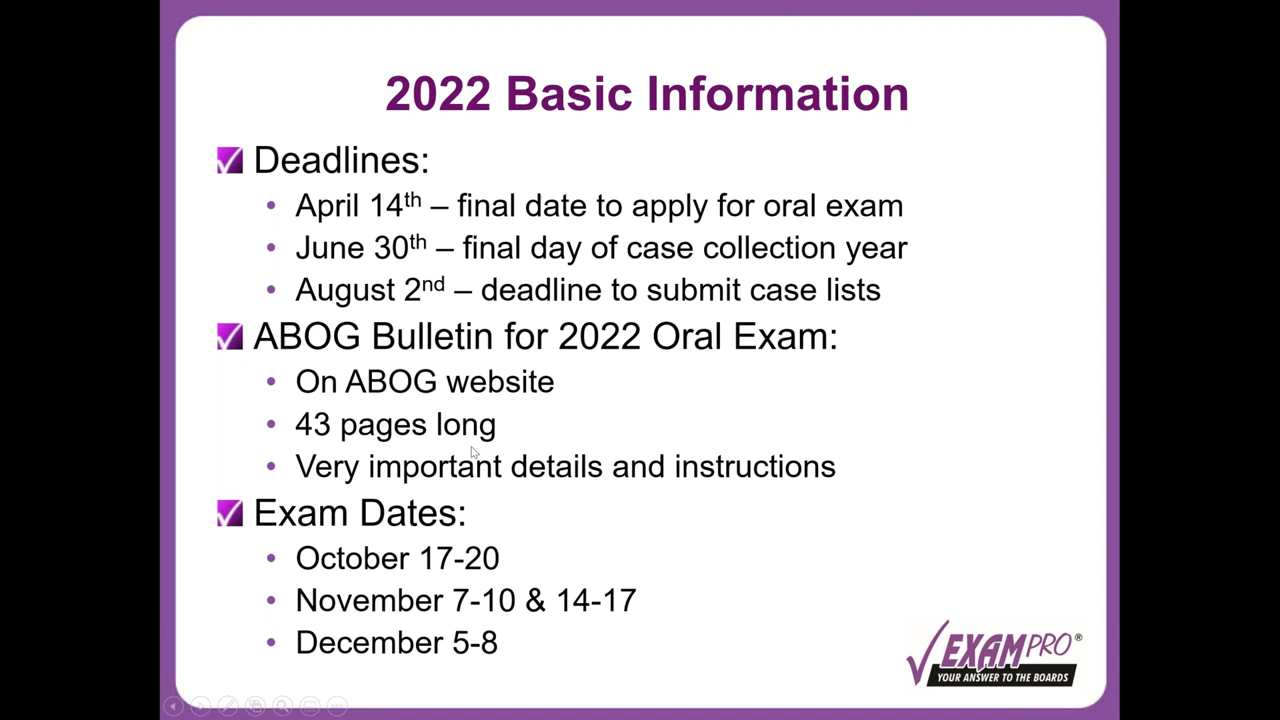 2022 Basic Information
Deadlines:
• April 14th – final date to apply for oral exam
• June 30th – final day of case collection year
• August 2nd – deadline to submit case lists
ABOG Bulletin for 2022 Oral Exam:
• On ABOG website
• 43 pages long
• Very important details and instructions
Exam Dates:
• October 17-20
• November 7-10 & 14-17
• December 5-8
EXAMPRO®
YOUR ANSWER TO THE BOARDS